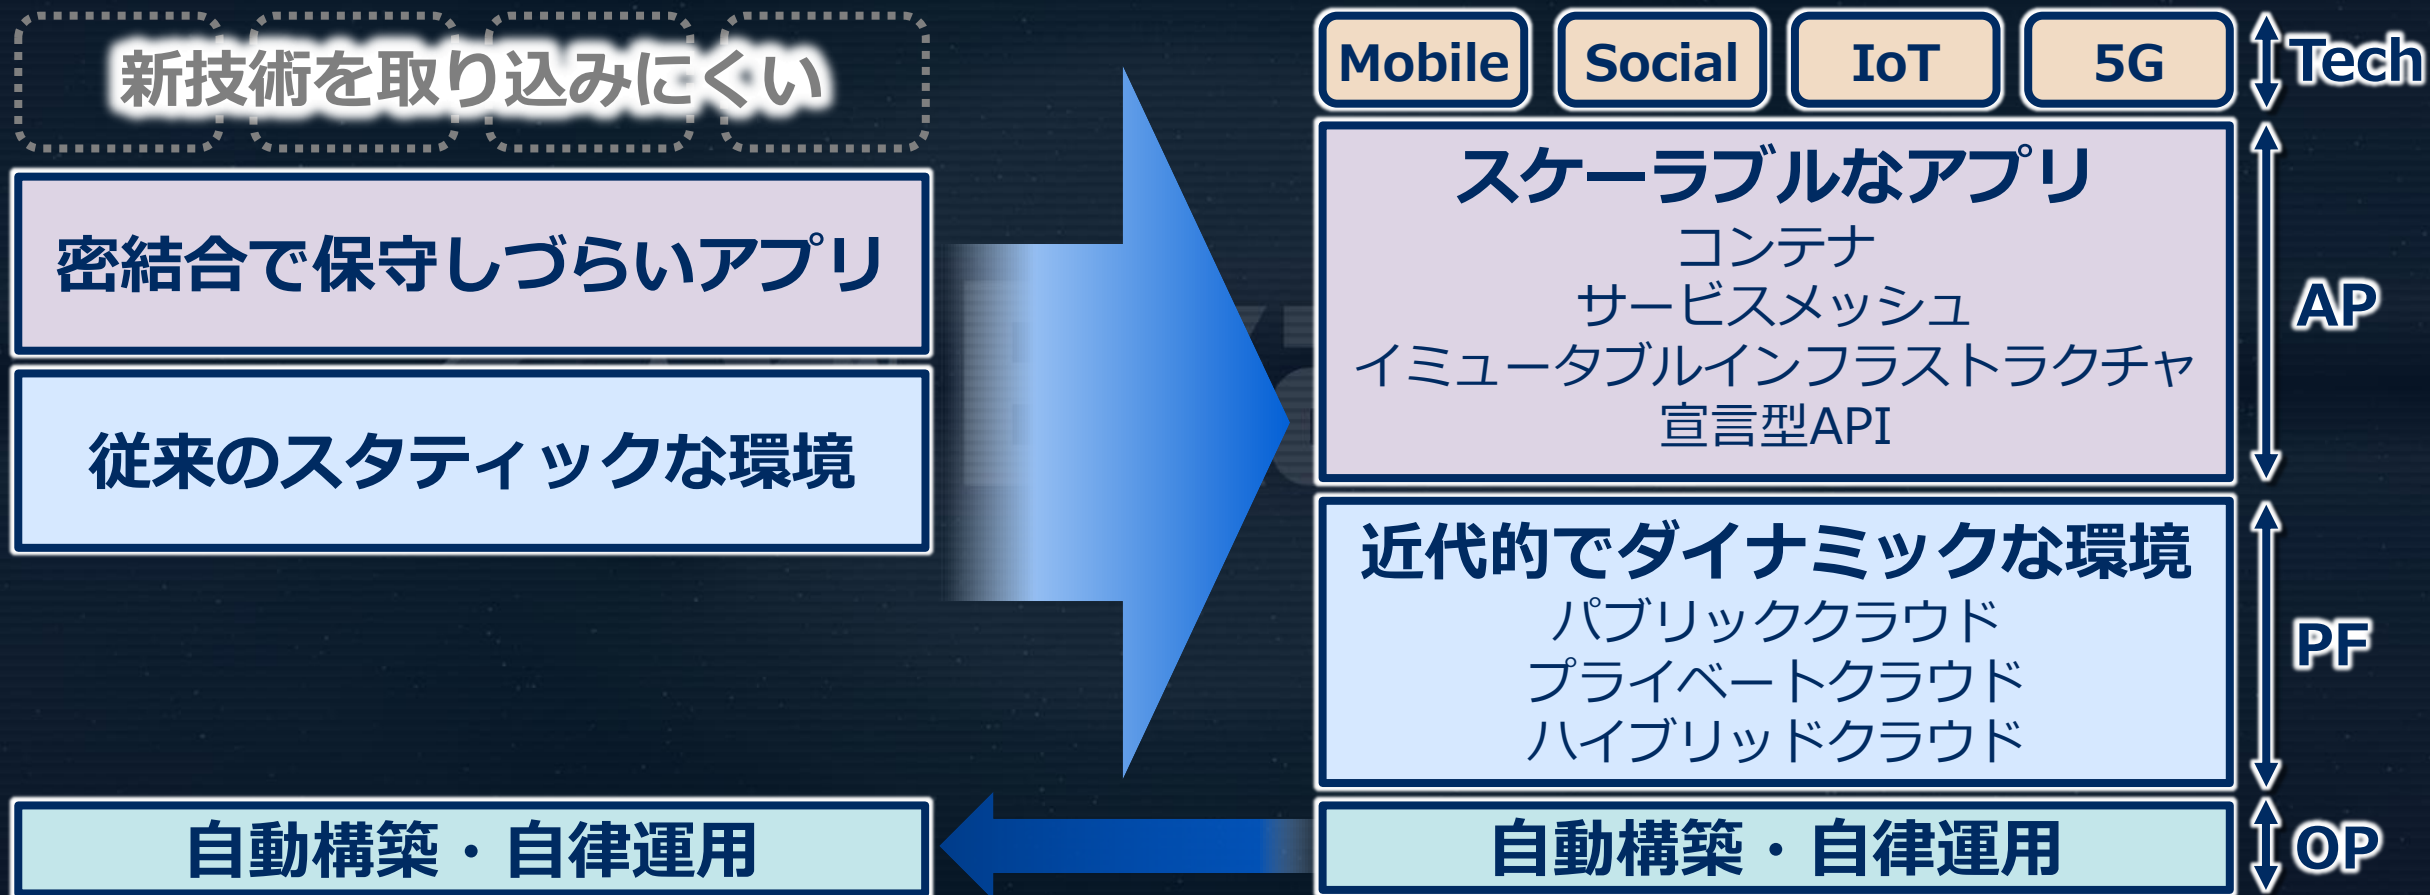 新技術を取り込みにくい
密結合で保守しづらいアプリ
従来のスタティックな環境
自動構築・自律運用
Mobile
Social
IoT
5G
Tech
スケーラブルなアプリ
コンテナ
サービスメッシュ
イミュータブルインフラストラクチャ
宣言型API
AP
近代的でダイナミックな環境
パブリッククラウド
プライベートクラウド
ハイブリッドクラウド
PF
自動構築・自律運用
OP